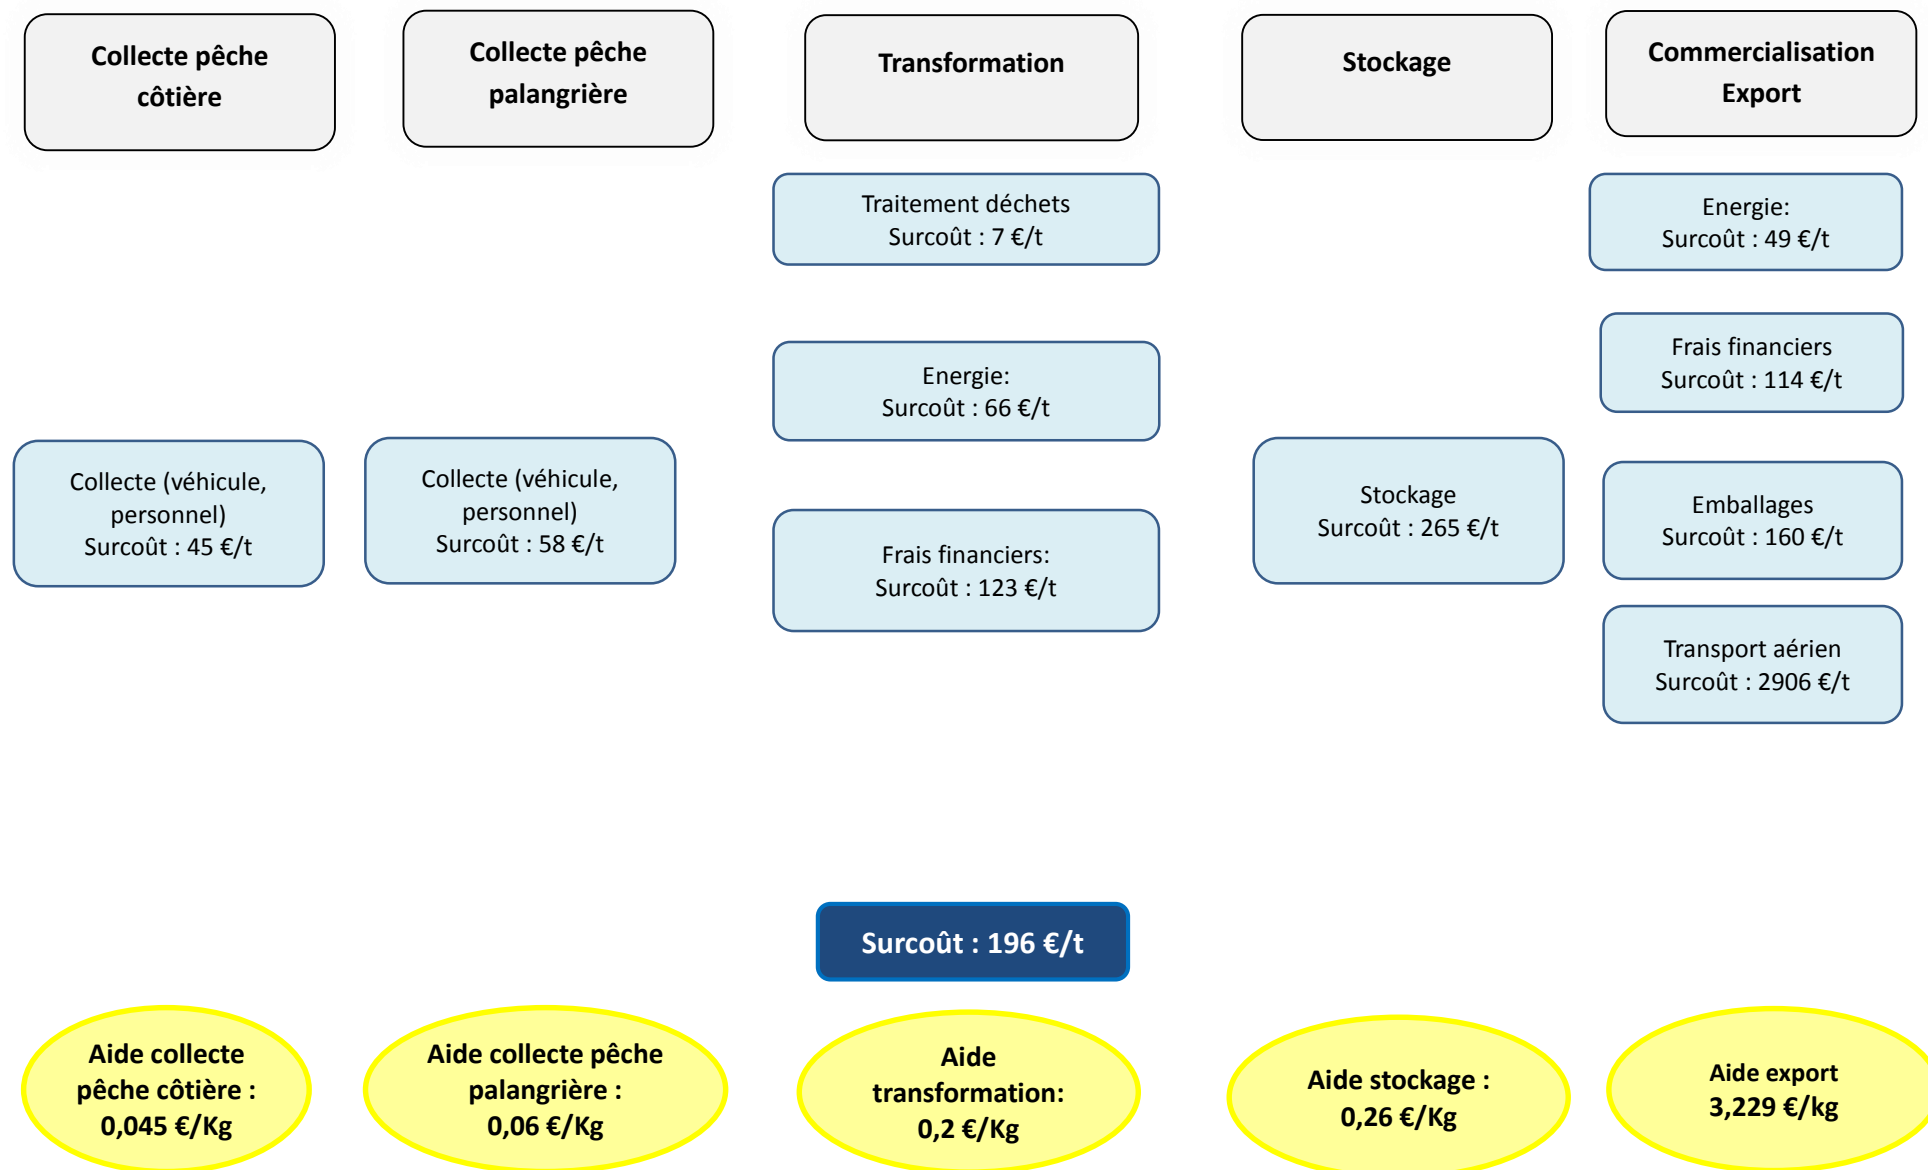 Collecte pêche
côtière
Collecte pêche
palangrière
Transformation
Stockage
Commercialisation
Export
Traitement déchets
Surcoût : 7 €/t
Energie:
Surcoût : 49 €/t
Energie:
Surcoût : 66 €/t
Frais financiers
Surcoût : 114 €/t
Collecte (véhicule,
personnel)
Surcoût : 45 €/t
Collecte (véhicule,
personnel)
Surcoût : 58 €/t
Frais financiers:
Surcoût : 123 €/t
Stockage
Surcoût : 265 €/t
Emballages
Surcoût : 160 €/t
Transport aérien
Surcoût : 2906 €/t
Surcoût : 196 €/t
Aide collecte
pêche côtière :
0,045 €/Kg
Aide collecte pêche
palangrière :
0,06 €/Kg
Aide
transformation:
0,2 €/Kg
Aide stockage :
0,26 €/Kg
Aide export
3,229 €/kg